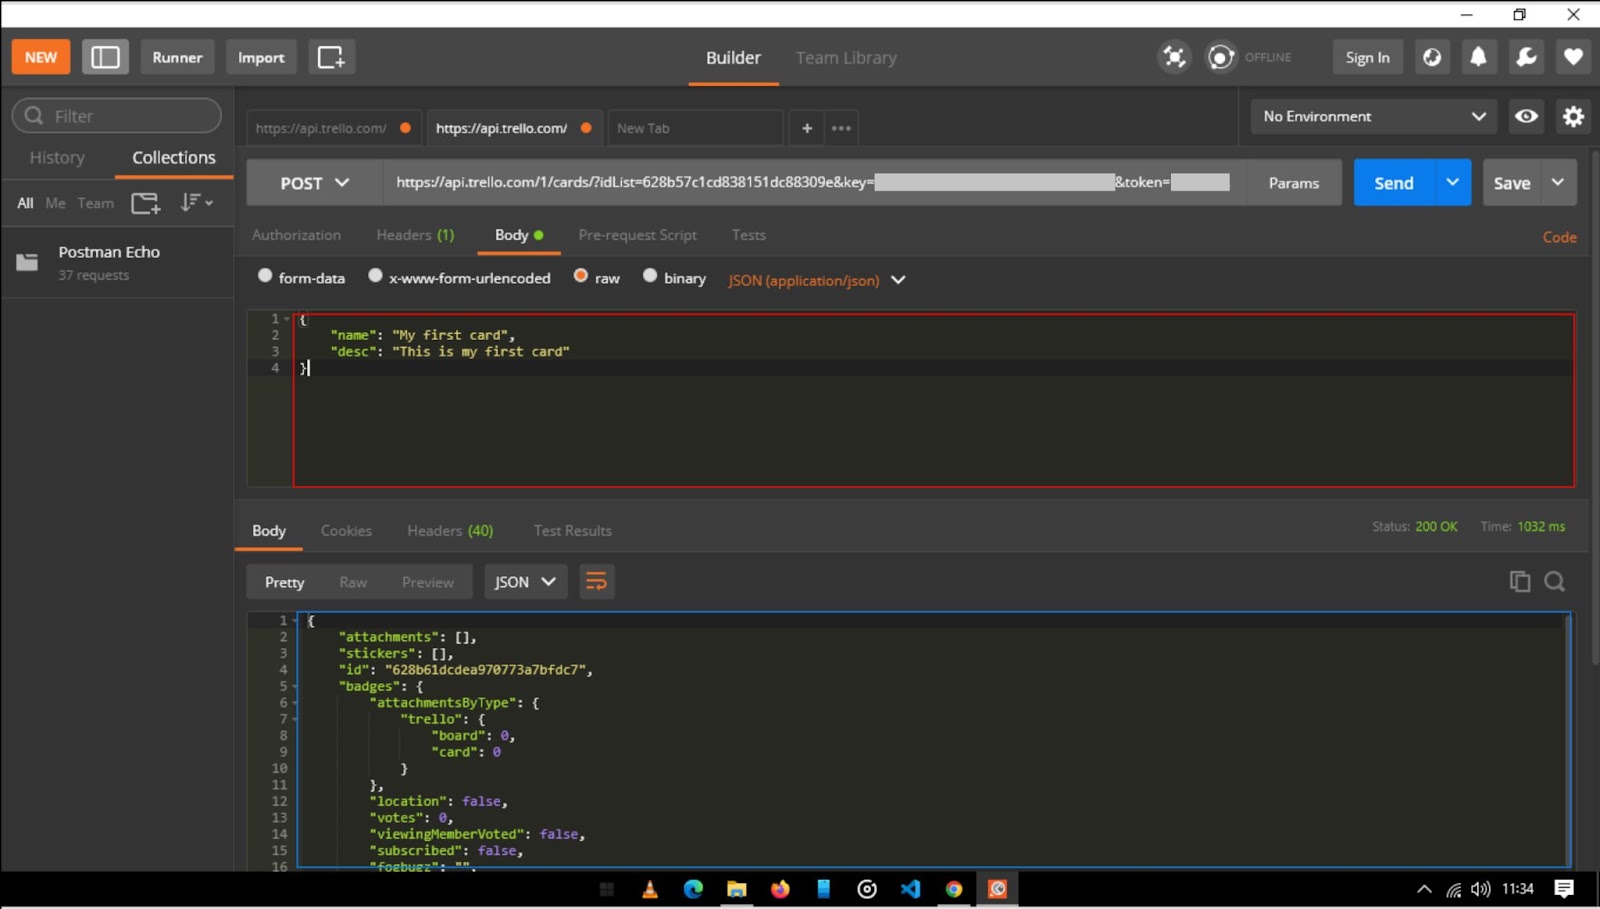 NEW
Runner
Import
Builder
Team Library
OFFLINE
Sign In
Filter
History
Collections
All Me Team
Postman Echo
37 requests
https://api.trello.com/
https://api.trello.com/
New Tab
+
•••
No Environment
POST
https://api.trello.com/1/cards/?idList=628b57c1cd838151dc88309e&key=
&token=
Params
Send
Save
Authorization
Headers (1)
Body
Pre-request Script
Tests
Code
form-data
x-www-form-urlencoded
raw
binary
JSON (application/json)
1 {
2 "name": "My first card",
3 "desc": "This is my first card"
4 }
Body
Cookies
Headers (40)
Test Results
Status: 200 OK
Time: 1032 ms
Pretty
Raw
Preview
JSON
1 {
2 "attachments": [],
3 "stickers": [],
4 "id": "628b61dcdea970773a7bfdc7",
5 "badges": {
6 "attachmentsByType": {
7 "trello": {
8 "board": 0,
9 "card": 0
10 }
11 },
12 "location": false,
13 "votes": 0,
14 "viewingMemberVoted": false,
15 "subscribed": false,
16 "fogbugz": "",
11:34